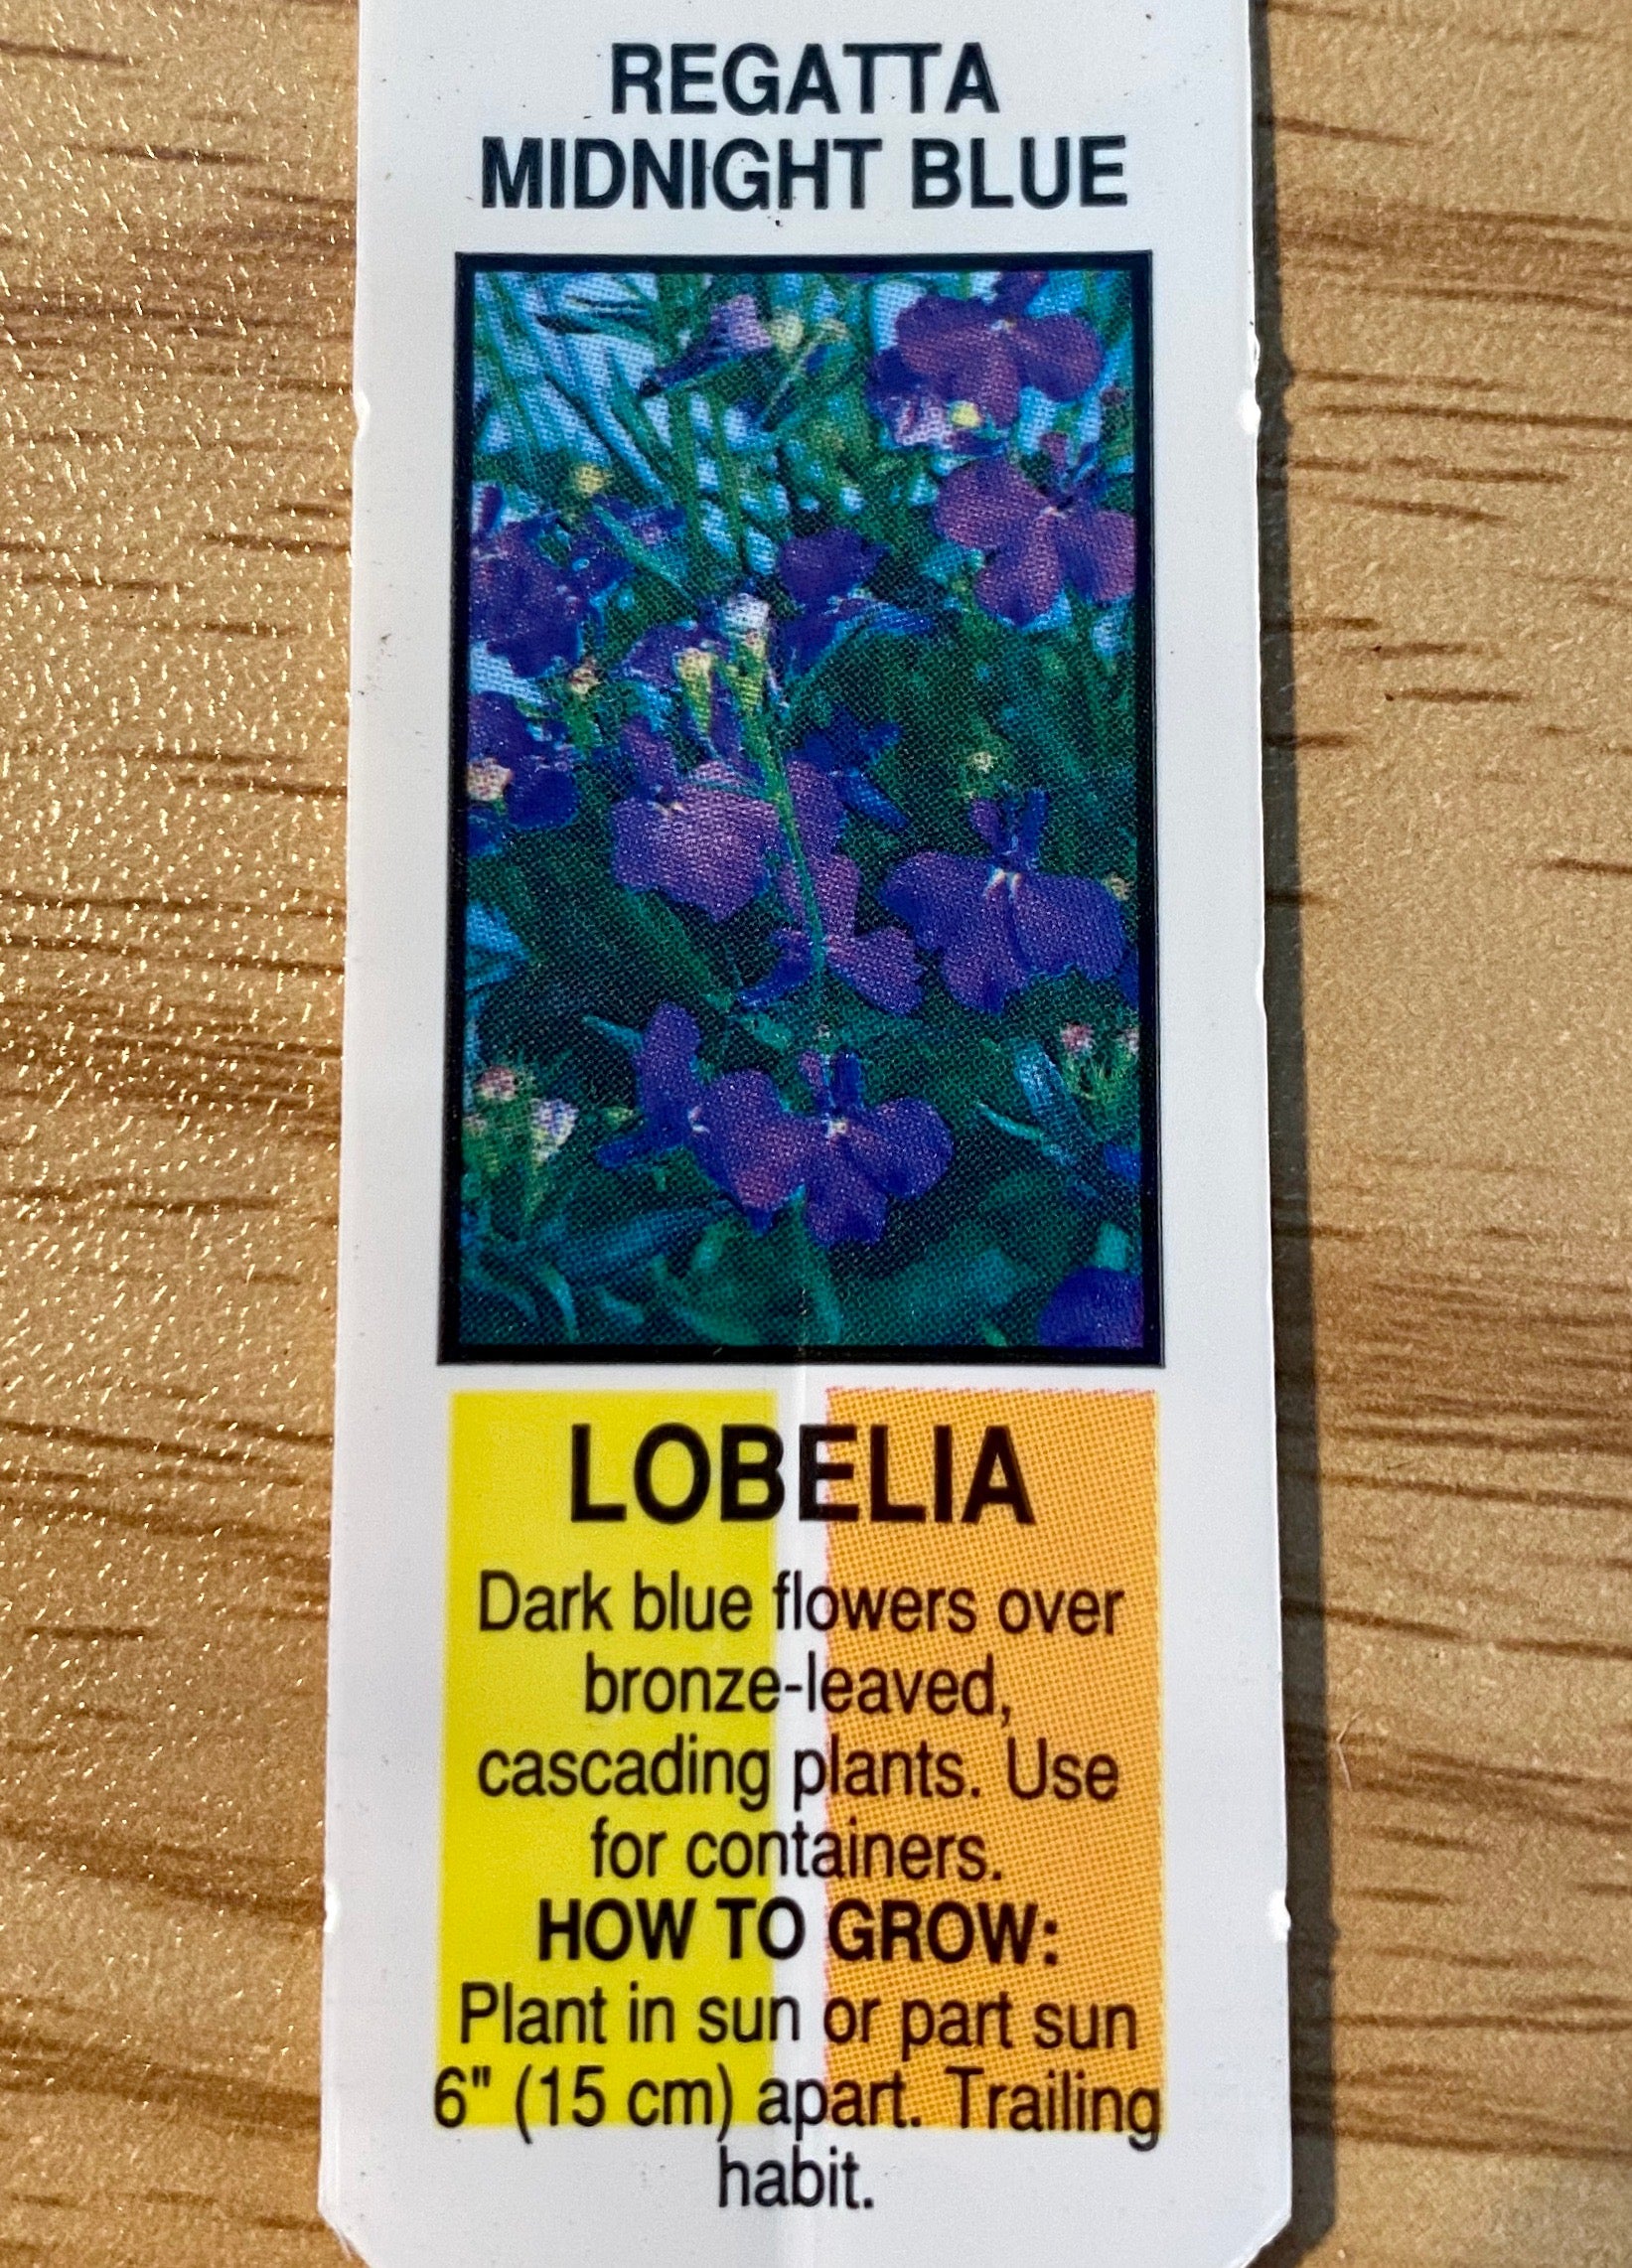 REGATTA
MIDNIGHT BLUE
LOBELIA
Dark blue flowers over
bronze-leaved,
cascading plants. Use
for containers.
HOW TO GROW:
Plant in sun or part sun
6" (15 cm) apart. Trailing
habit.